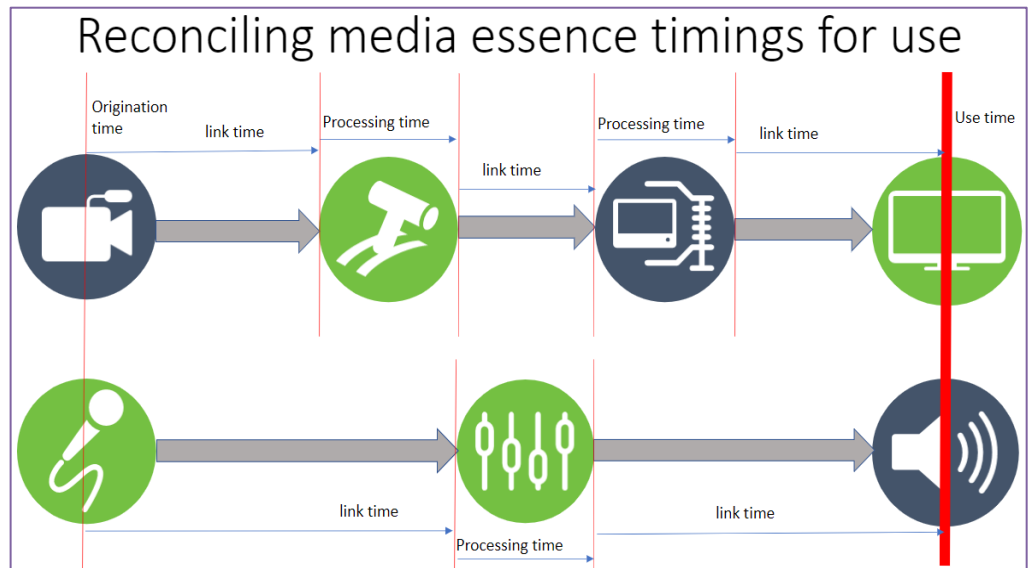 Reconciling media essence timings for use
Origination
time
link time
Processing time
link time
Processing time
link time
Use time
link time
Processing time
link time